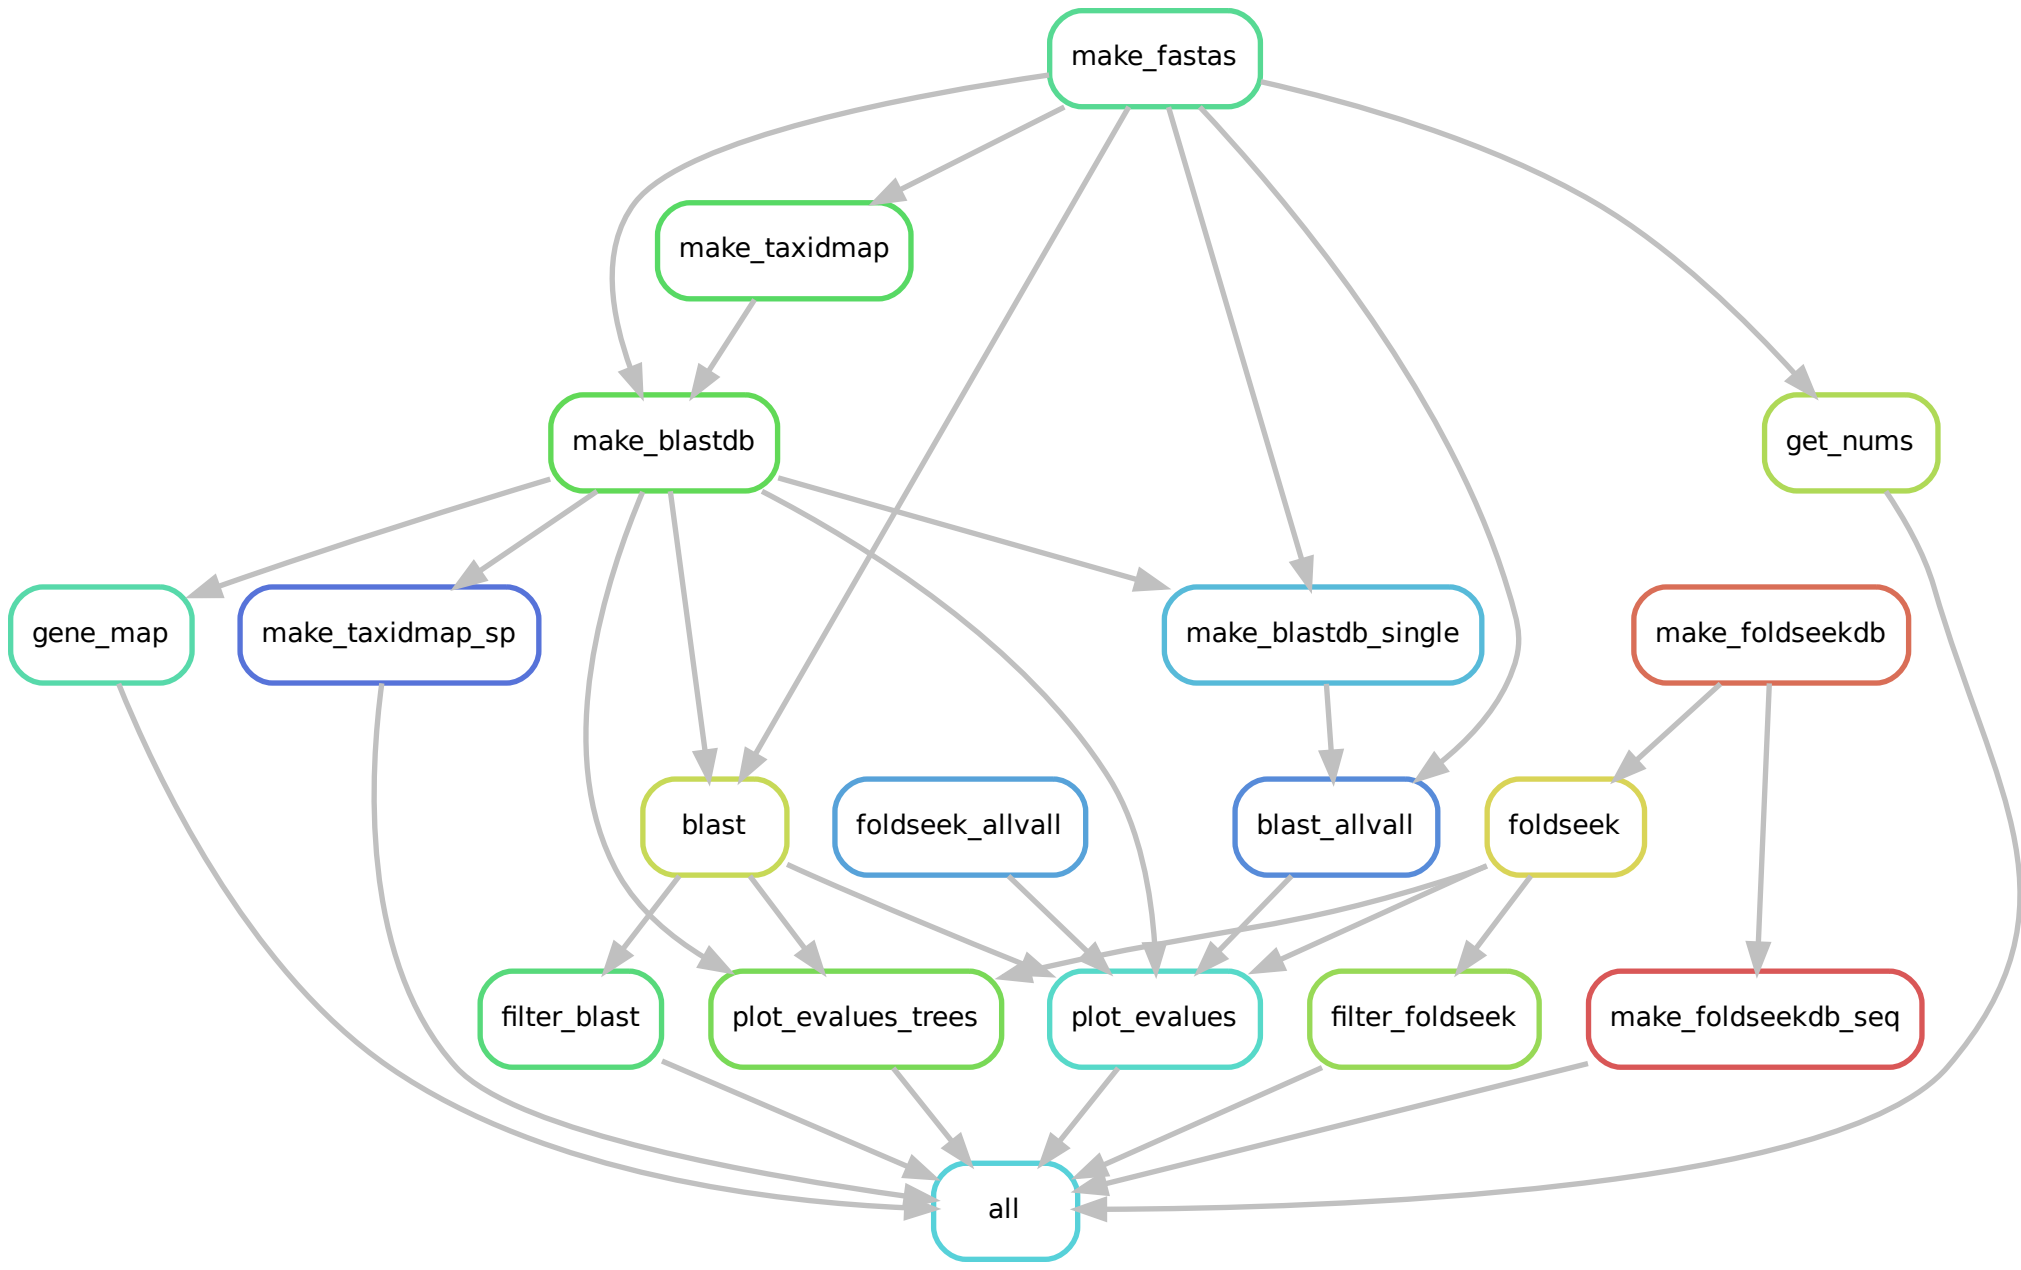 make_fastas
make_taxidmap
make_blastdb
get_nums
gene_map
make_taxidmap_sp
make_blastdb_single
make_foldseekdb
blast
foldseek_allvall
blast_allvall
foldseek
filter_blast
plot_evalues_trees
plot_evalues
filter_foldseek
make_foldseekdb_seq
all